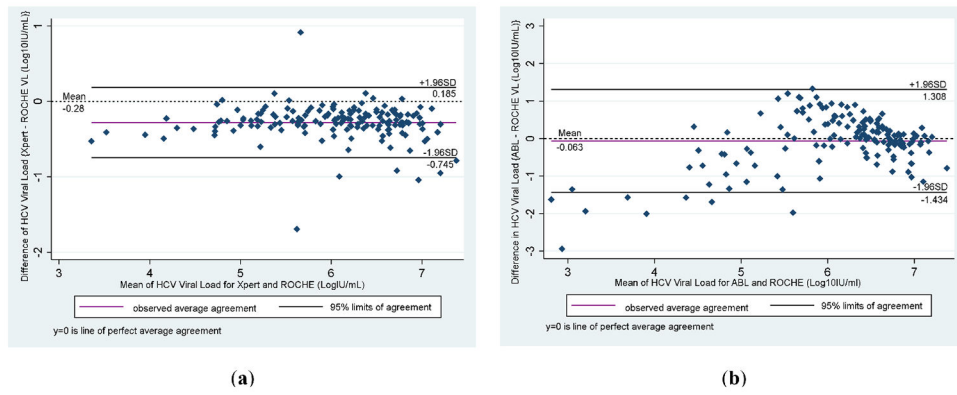 Difference of HCV Viral Load {Xpert - ROCHE VL (Log10IU/mL)}
1
0
-1
-2
+1.96SD
0.185
Mean
-0.28
-1.96SD
-0.745
3 4 5 6 7
Mean of HCV Viral Load for Xpert and ROCHE (LogIU/mL)
observed average agreement 95% limits of agreement
y=0 is line of perfect average agreement
(a)
Difference in HCV Viral Load {ABL - ROCHE VL (Log10IU/mL)}
3
2
1
0
-1
-2
-3
+1.96SD
1.308
Mean
-0.063
-1.96SD
-1.434
3 4 5 6 7
Mean of HCV Viral Load for ABL and ROCHE (Log10IU/ml)
observed average agreement 95% limits of agreement
y=0 is line of perfect average agreement
(b)